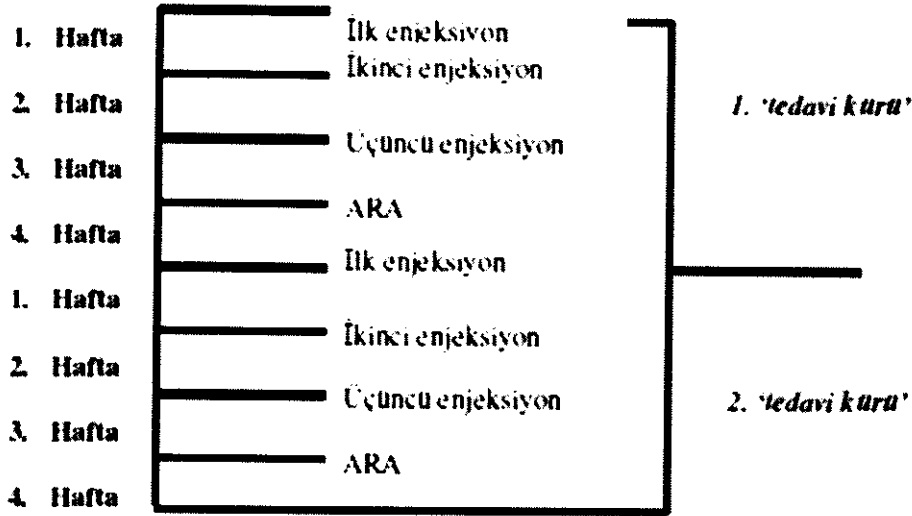 1. Hafta
İlk enjeksiyon
İkinci enjeksiyon
2. Hafta
1. ‘tedavi kürü’
Üçüncü enjeksiyon
3. Hafta
ARA
4. Hafta
İlk enjeksiyon
1. Hafta
İkinci enjeksiyon
2. Hafta
Üçüncü enjeksiyon
2. ‘tedavi kürü’
3. Hafta
ARA
4. Hafta